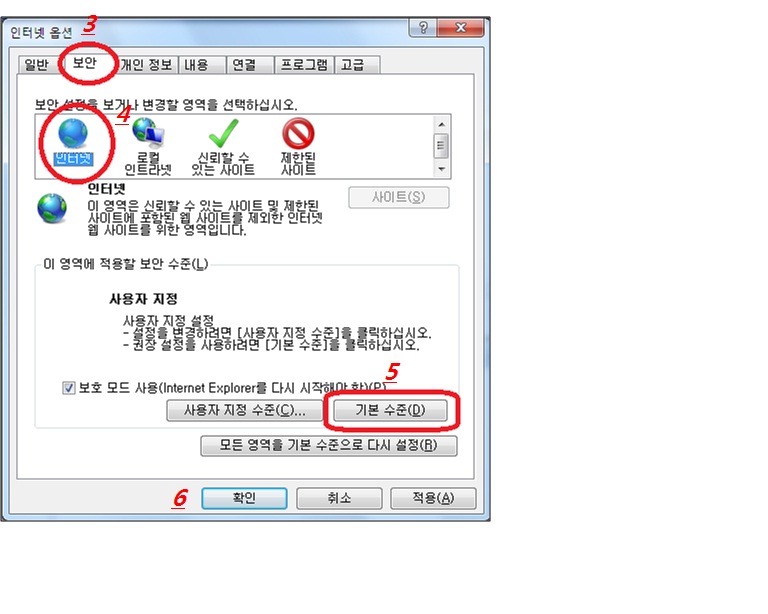 인터넷 옵션
3
일반 보안 개인 정보 내용 연결 프로그램 고급
보안 설정을 보거나 변경할 영역을 선택하십시오.
4
인터넷
로컬
인트라넷
신뢰할 수
있는 사이트
제한된
사이트
인터넷
이 영역은 신뢰할 수 있는 사이트 및 제한된
사이트에 포함된 웹 사이트를 제외한 인터넷
웹 사이트를 위한 영역입니다.
사이트(S)
이 영역에 적용할 보안 수준(L)
사용자 지정
사용자 지정 설정
- 설정을 변경하려면 [사용자 지정 수준]을 클릭하십시오.
- 권장 설정을 사용하려면 [기본 수준]을 클릭하십시오.
5
보호 모드 사용(Internet Explorer를 다시 시작해야 함)(P)
사용자 지정 수준(C)... 기본 수준(D)
모든 영역을 기본 수준으로 다시 설정(R)
6
확인 취소 적용(A)